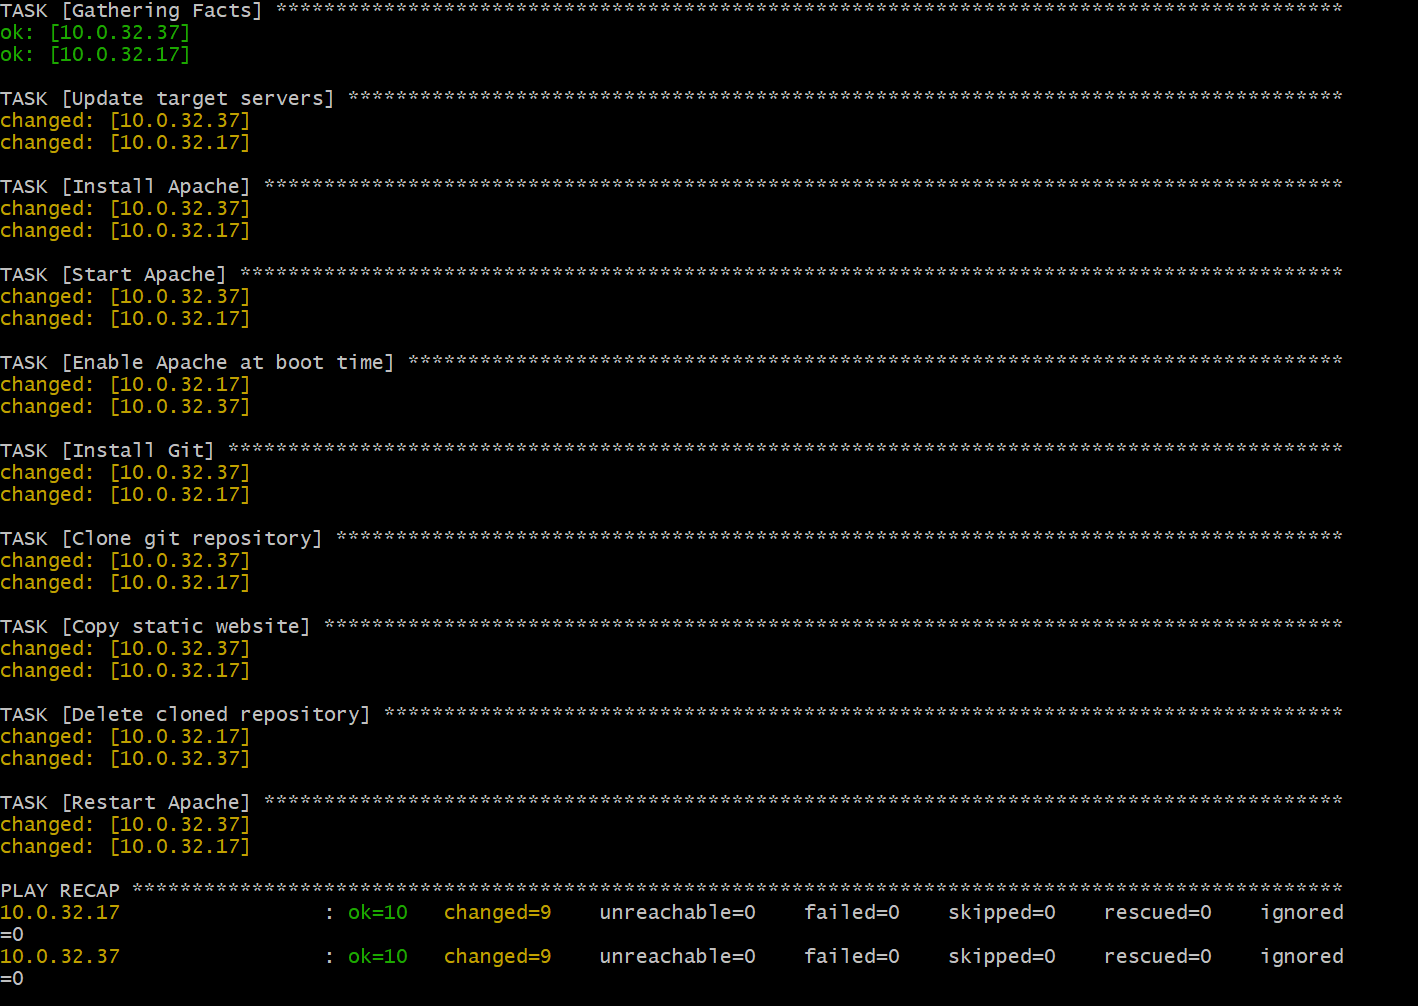 TASK [Gathering Facts] *****************************************************************************************
ok: [10.0.32.37]
ok: [10.0.32.17]
TASK [Update target servers] ***********************************************************************************
changed: [10.0.32.37]
changed: [10.0.32.17]
TASK [Install Apache] ******************************************************************************************
changed: [10.0.32.37]
changed: [10.0.32.17]
TASK [Start Apache] ********************************************************************************************
changed: [10.0.32.37]
changed: [10.0.32.17]
TASK [Enable Apache at boot time] ******************************************************************************
changed: [10.0.32.17]
changed: [10.0.32.37]
TASK [Install Git] *********************************************************************************************
changed: [10.0.32.37]
changed: [10.0.32.17]
TASK [Clone git repository] ************************************************************************************
changed: [10.0.32.37]
changed: [10.0.32.17]
TASK [Copy static website] *************************************************************************************
changed: [10.0.32.37]
changed: [10.0.32.17]
TASK [Delete cloned repository] ********************************************************************************
changed: [10.0.32.17]
changed: [10.0.32.37]
TASK [Restart Apache] ******************************************************************************************
changed: [10.0.32.37]
changed: [10.0.32.17]
PLAY RECAP *****************************************************************************************************
10.0.32.17                 : ok=10   changed=9    unreachable=0    failed=0    skipped=0    rescued=0    ignored
=0
10.0.32.37                 : ok=10   changed=9    unreachable=0    failed=0    skipped=0    rescued=0    ignored
=0